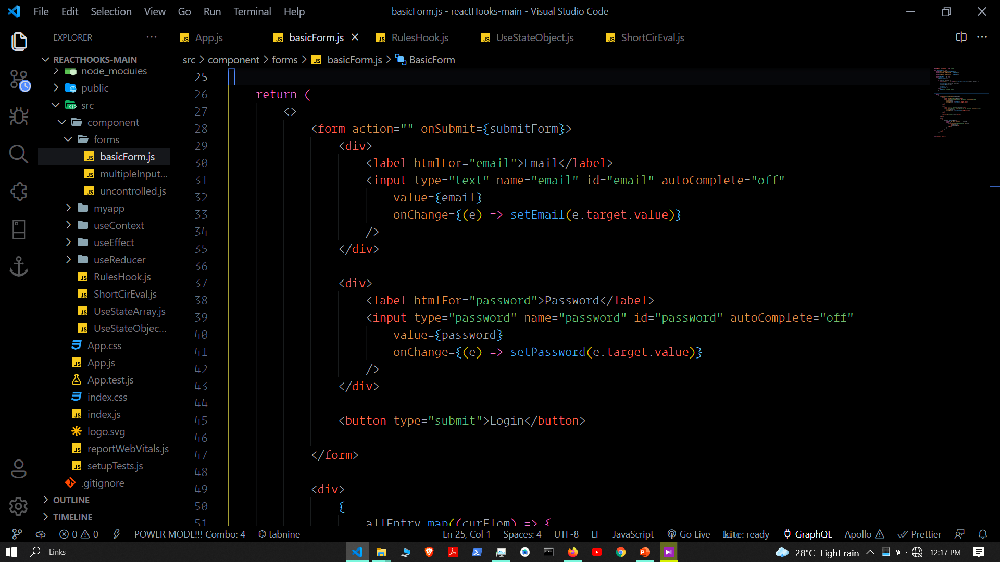 File Edit Selection View Go Run Terminal Help
basicForm.js - reactHooks-main - Visual Studio Code
EXPLORER
REACTHOOKS-MAIN
node_modules
public
src
component
forms
basicForm.js
multipleInput...
uncontrolled.js
myapp
useContext
useEffect
useReducer
RulesHook.js
ShortCirEval.js
UseStateArray.js
UseStateObjec...
App.css
App.js
App.test.js
index.css
index.js
logo.svg
reportWebVitals.js
setupTests.js
.gitignore
OUTLINE
TIMELINE
App.js basicForm.js RulesHook.js UseStateObject.js ShortCirEval.js
src > component > forms > basicForm.js > BasicForm
25
26 return (
27 <>
28 <form action="" onSubmit={submitForm}>
29 <div>
30 <label htmlFor="email">Email</label>
31 <input type="text" name="email" id="email" autoComplete="off"
32 value={email}
33 onChange={(e) => setEmail(e.target.value)}
34 />
35 </div>
36
37 <div>
38 <label htmlFor="password">Password</label>
39 <input type="password" name="password" id="password" autoComplete="off"
40 value={password}
41 onChange={(e) => setPassword(e.target.value)}
42 />
43 </div>
44
45 <button type="submit">Login</button>
46
47 </form>
48
49 <div>
50 {
51 allEntry.map((curElem) => {
0 0 POWER MODE!!! Combo: 4 tabnine Ln 25, Col 1 Spaces: 4 UTF-8 LF JavaScript Go Live kite: ready GraphQL Apollo Prettier
Links 28°C Light rain 12:17 PM